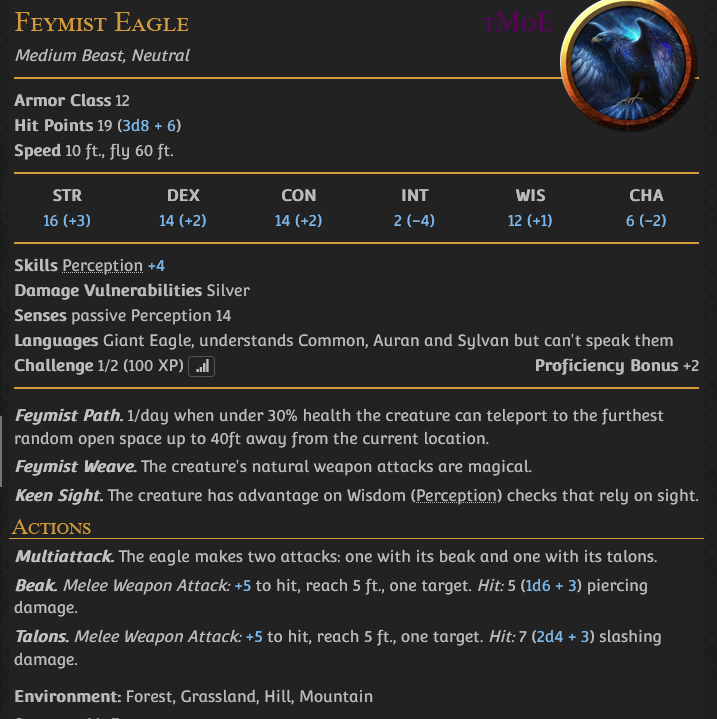 Feymist Eagle
tMoE
Medium Beast, Neutral
Armor Class 12
Hit Points 19 (3d8 + 6)
Speed 10 ft., fly 60 ft.
STR DEX CON INT WIS CHA
16 (+3) 14 (+2) 14 (+2) 2 (−4) 12 (+1) 6 (−2)
Skills Perception +4
Damage Vulnerabilities Silver
Senses passive Perception 14
Languages Giant Eagle, understands Common, Auran and Sylvan but can't speak them
Challenge 1/2 (100 XP) Proficiency Bonus +2
Feymist Path. 1/day when under 30% health the creature can teleport to the furthest
random open space up to 40ft away from the current location.
Feymist Weave. The creature's natural weapon attacks are magical.
Keen Sight. The creature has advantage on Wisdom (Perception) checks that rely on sight.
Actions
Multiattack. The eagle makes two attacks: one with its beak and one with its talons.
Beak. Melee Weapon Attack: +5 to hit, reach 5 ft., one target. Hit: 5 (1d6 + 3) piercing
damage.
Talons. Melee Weapon Attack: +5 to hit, reach 5 ft., one target. Hit: 7 (2d4 + 3) slashing
damage.
Environment: Forest, Grassland, Hill, Mountain